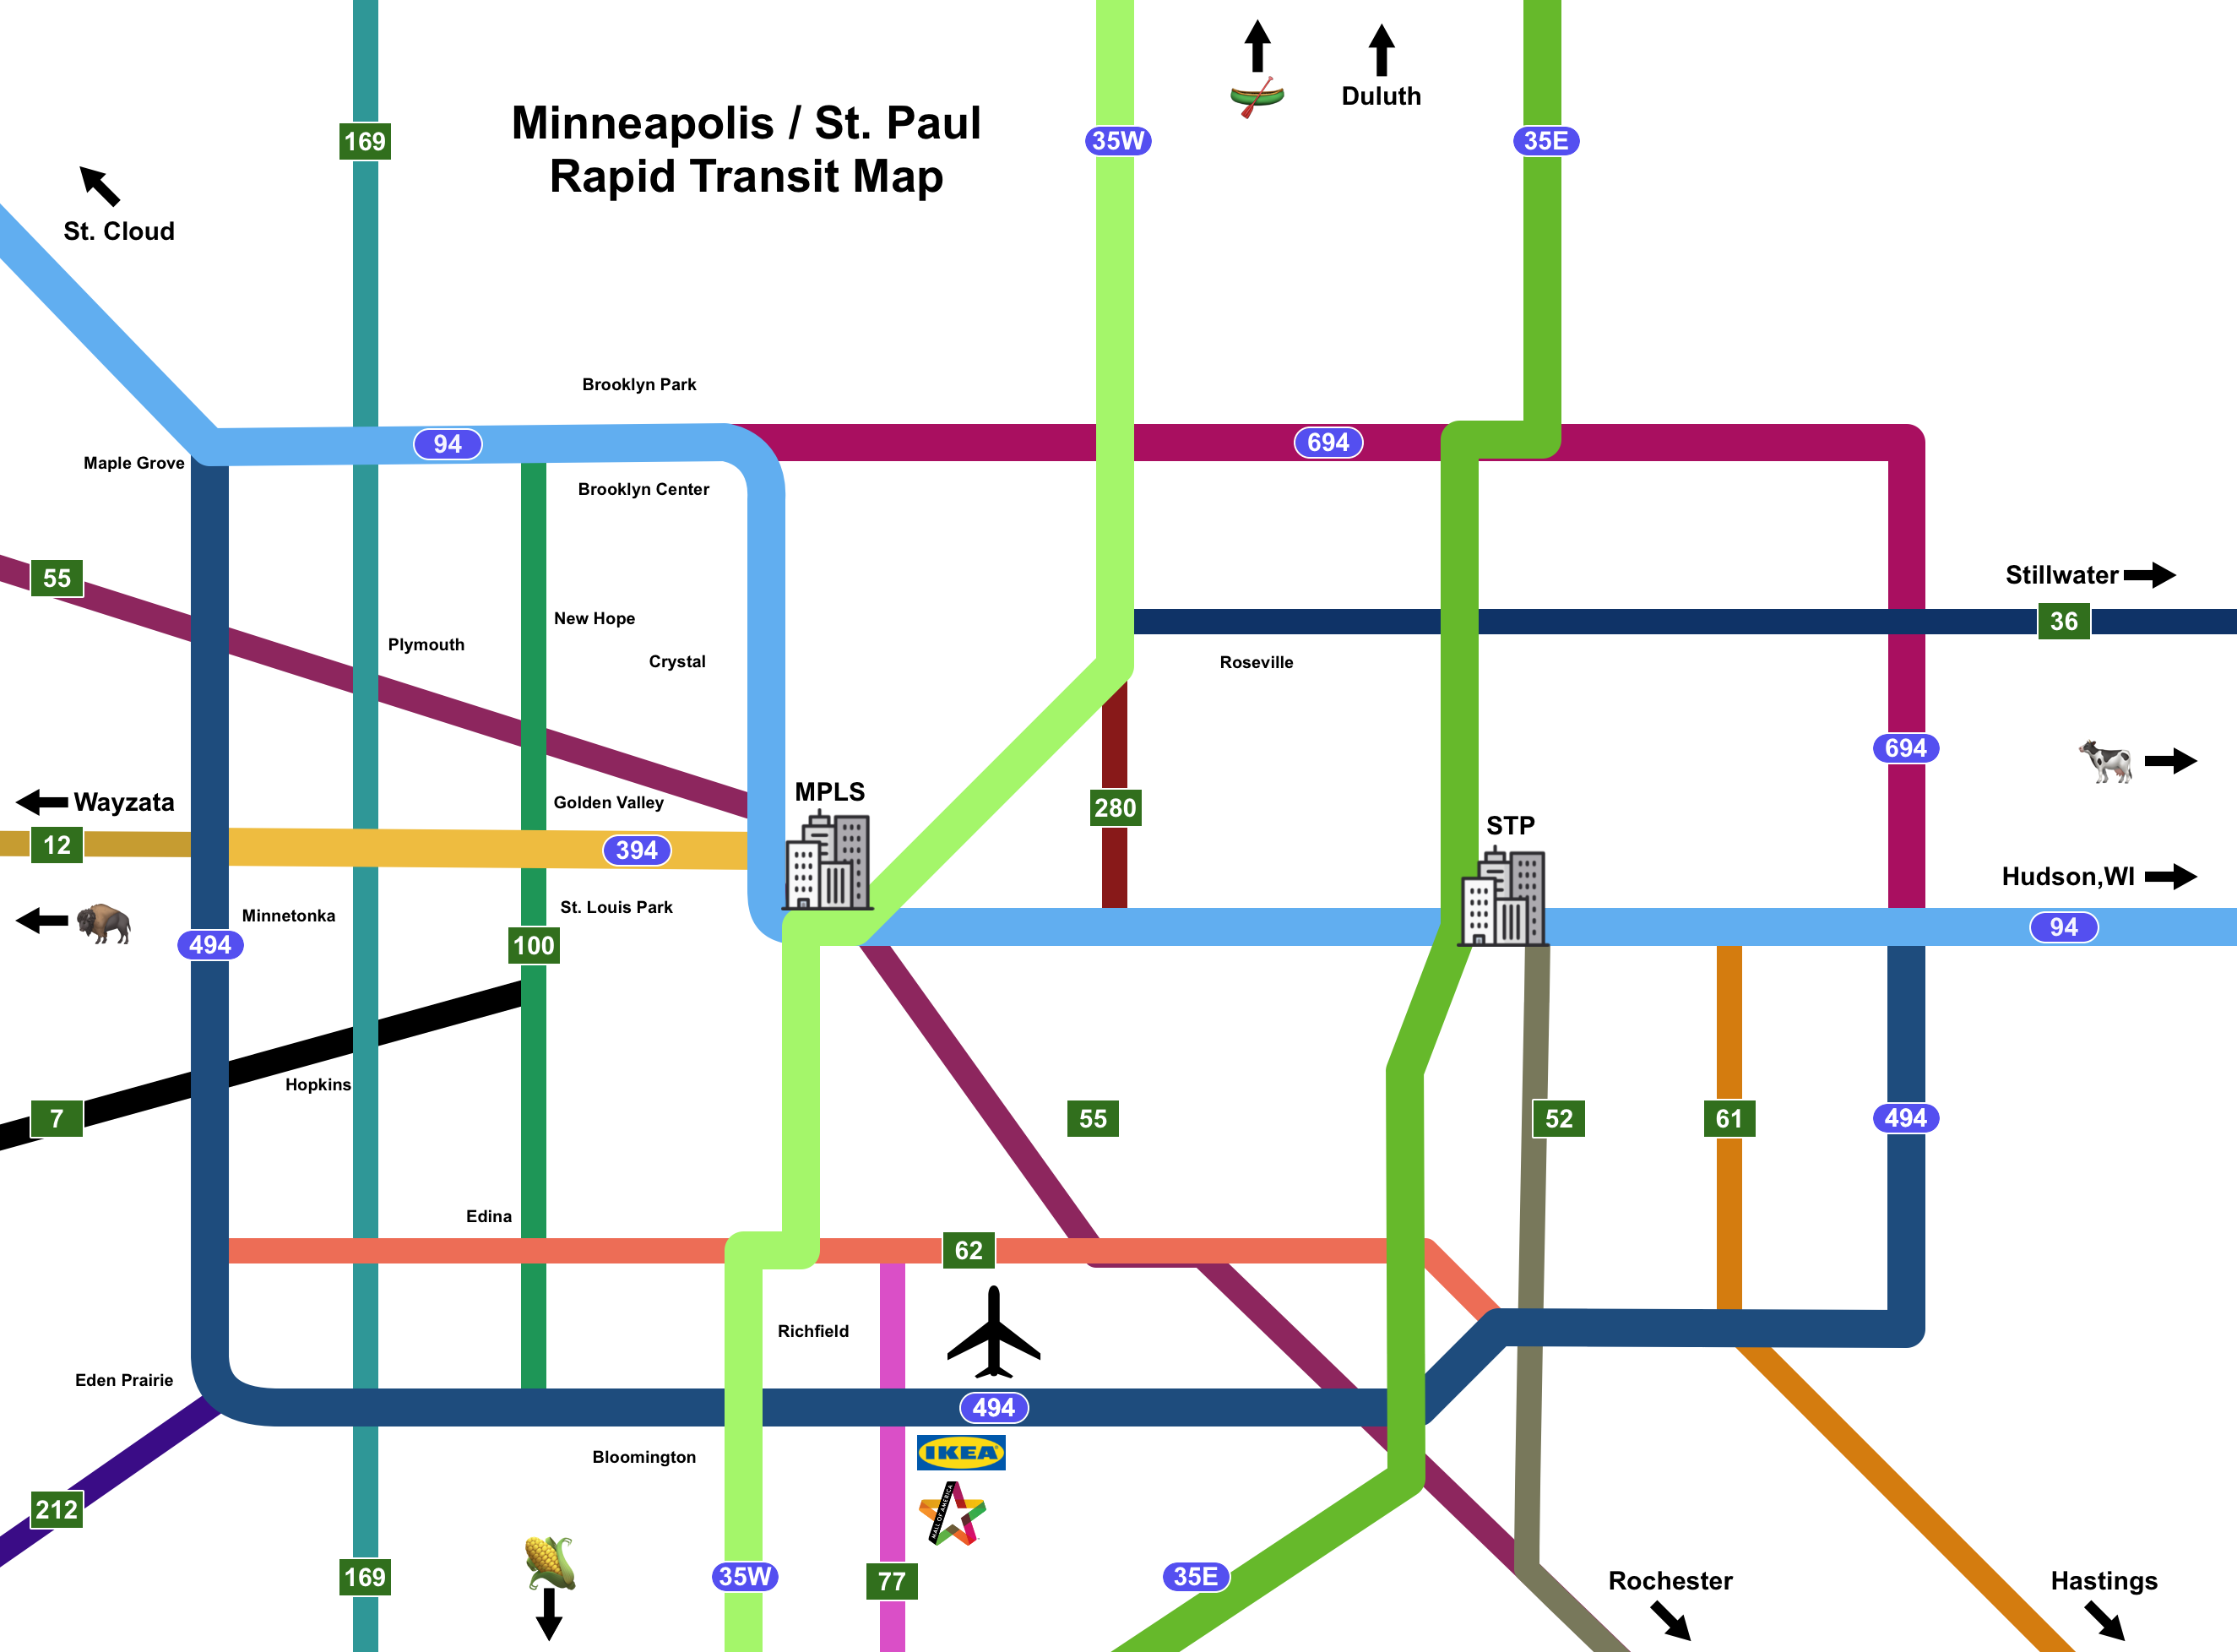 Minneapolis / St. Paul
Rapid Transit Map
169
35W
35E
Duluth
St. Cloud
Brooklyn Park
94
694
Maple Grove
Brooklyn Center
55
Stillwater
New Hope
36
Plymouth
Crystal
Roseville
694
MPLS
Wayzata
Golden Valley
280
STP
12
394
Hudson,WI
St. Louis Park
Minnetonka
94
494
100
Hopkins
7
55
52
61
494
Edina
62
Richfield
Eden Prairie
494
IKEA
Bloomington
212
MALL OF AMERICA
169
35W
77
35E
Rochester
Hastings